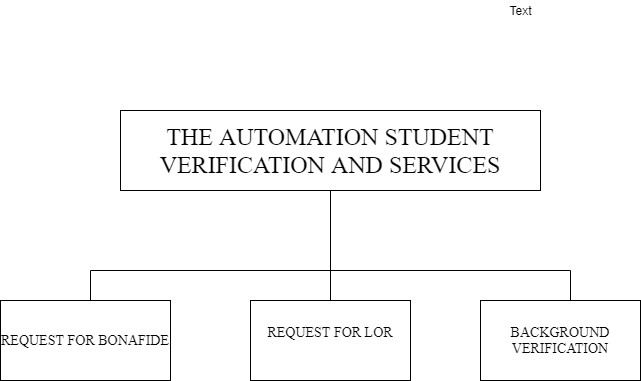 Text
THE AUTOMATION STUDENT
VERIFICATION AND SERVICES
REQUEST FOR BONAFIDE
REQUEST FOR LOR
BACKGROUND
VERIFICATION